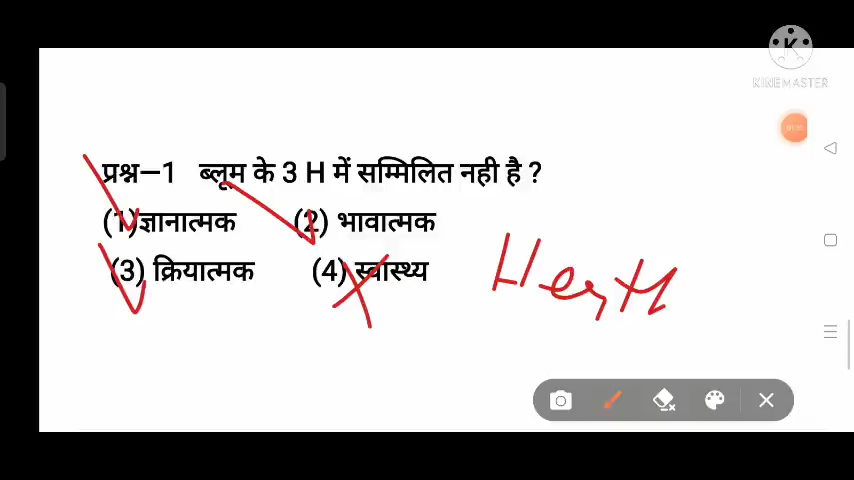 KINEMASTER
प्रश्न–1 ब्लूम के 3 H में सम्मिलित नही है ?
(1)ज्ञानात्मक (2) भावात्मक
(3) क्रियात्मक (4) स्वास्थ्य